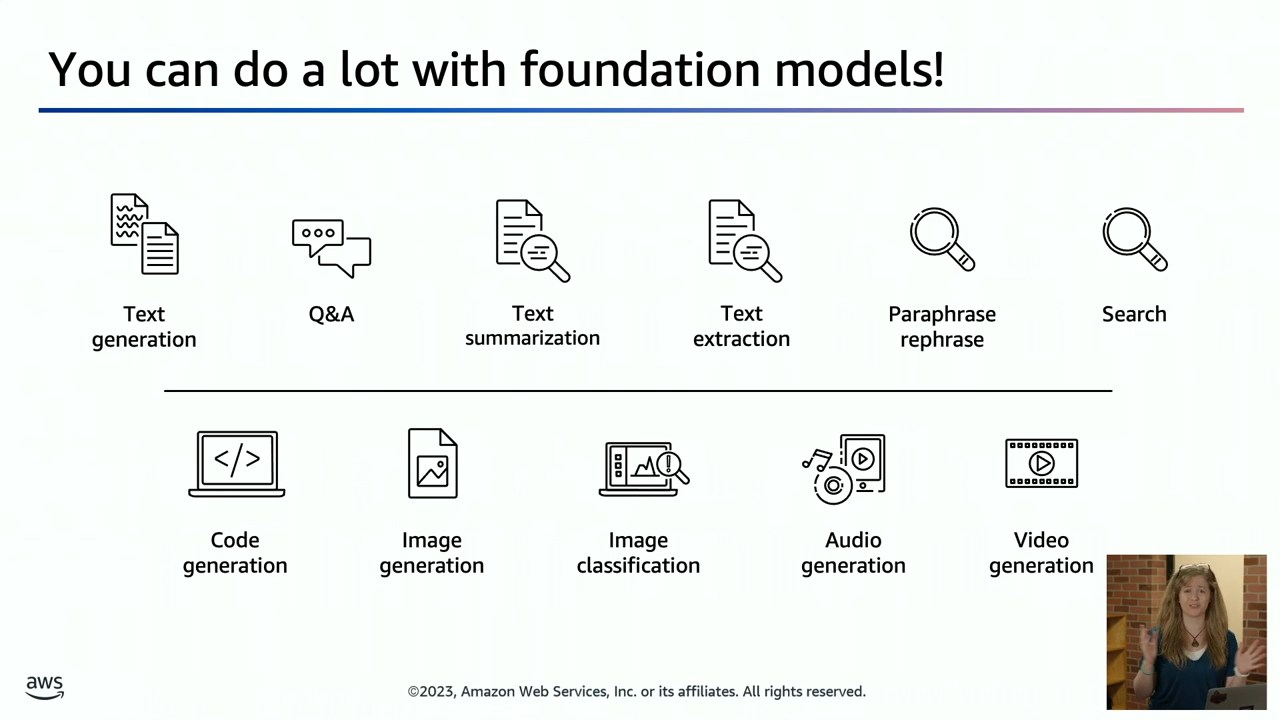 You can do a lot with foundation models!
Text
generation
Q&A
Text
summarization
Text
extraction
Paraphrase
rephrase
Search
</>
Code
generation
Image
generation
Image
classification
Audio
generation
Video
generation
aws
©2023, Amazon Web Services, Inc. or its affiliates. All rights reserved.